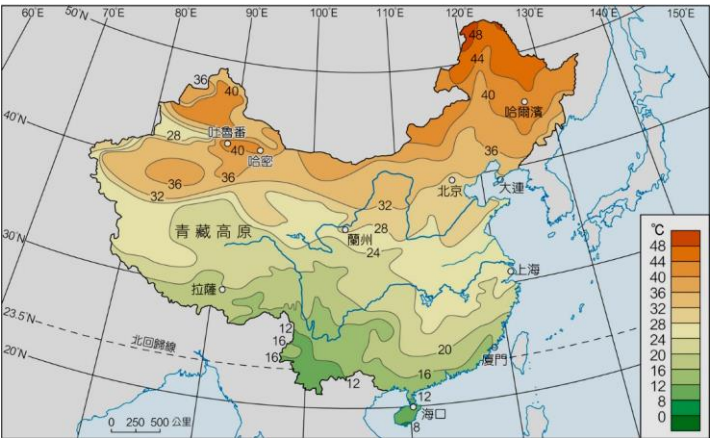 60°E
50°N
70°E
80°E
90°E
100°E
110°E
120°E
130°E
140°E
150°E
48
44
36
40
40
哈爾濱
40°N
28
吐魯番
40
哈密
36
36
36
北京
大連
32
32
青藏高原
蘭州
28
24
℃
48
44
40
36
32
28
24
20
16
12
8
0
30°N
拉薩
上海
23.5°N
12
16
16
北回歸線
20
廈門
20°N
12
16
12
海口
8
0 250 500 公里